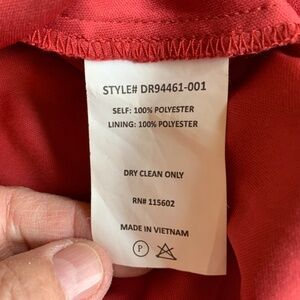 STYLE# DR94461-001
SELF: 100% POLYESTER
LINING: 100% POLYESTER
DRY CLEAN ONLY
RN# 115602
MADE IN VIETNAM
P